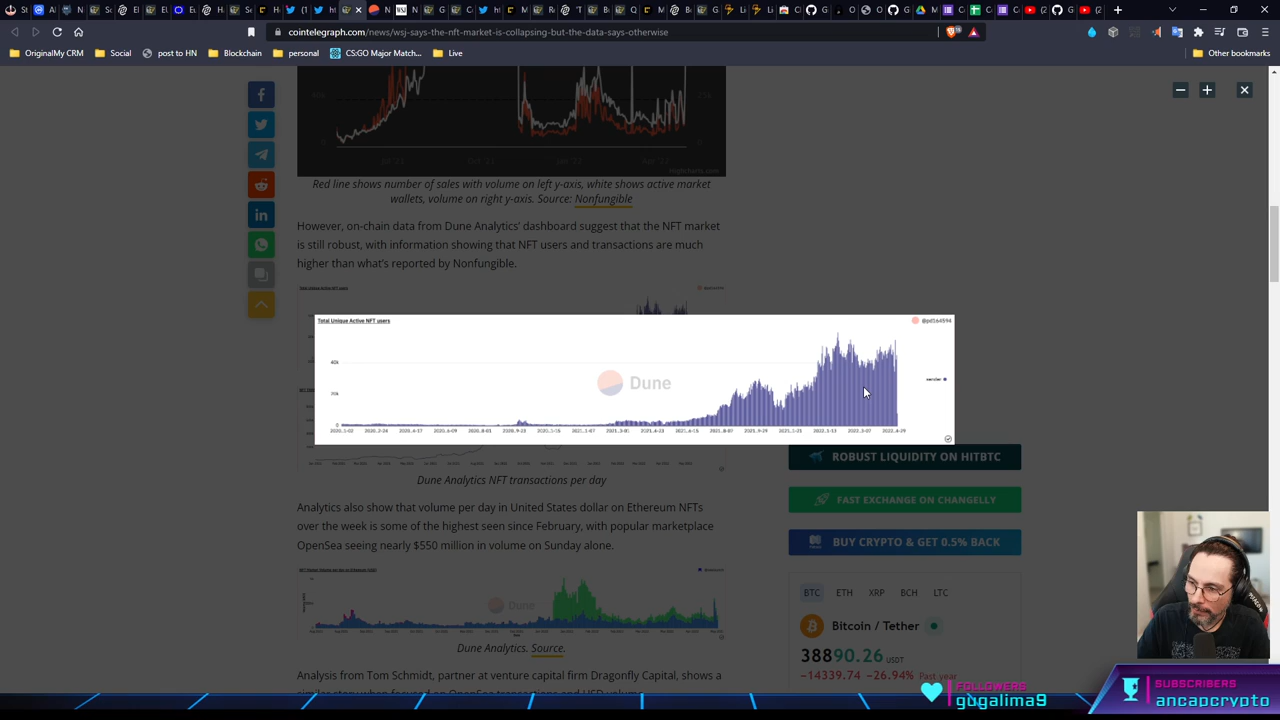 cointelegraph.com/news/wsj-says-the-nft-market-is-collapsing-but-the-data-says-otherwise
OriginalMy CRM
Social
post to HN
Blockchain
personal
CS:GO Major Match...
Live
Other bookmarks
Red line shows number of sales with volume on left y-axis, white shows active market
wallets, volume on right y-axis. Source: Nonfungible
However, on-chain data from Dune Analytics' dashboard suggest that the NFT market
is still robust, with information showing that NFT users and transactions are much
higher than what's reported by Nonfungible.
Total Unique Active NFT users
@pd164594
40k
20k
0
Dune
sender
Dune Analytics NFT transactions per day
Analytics also show that volume per day in United States dollar on Ethereum NFTs
over the week is some of the highest seen since February, with popular marketplace
OpenSea seeing nearly $550 million in volume on Sunday alone.
Dune
Dune Analytics. Source.
Analysis from Tom Schmidt, partner at venture capital firm Dragonfly Capital, shows a
ROBUST LIQUIDITY ON HITBTC
FAST EXCHANGE ON CHANGELLY
BUY CRYPTO & GET 0.5% BACK
BTC ETH XRP BCH LTC
Bitcoin / Tether
38890.26 USDT
−14339.74 −26.94% Past year
FOLLOWERS
gugalima9
SUBSCRIBERS
ancapcrypto